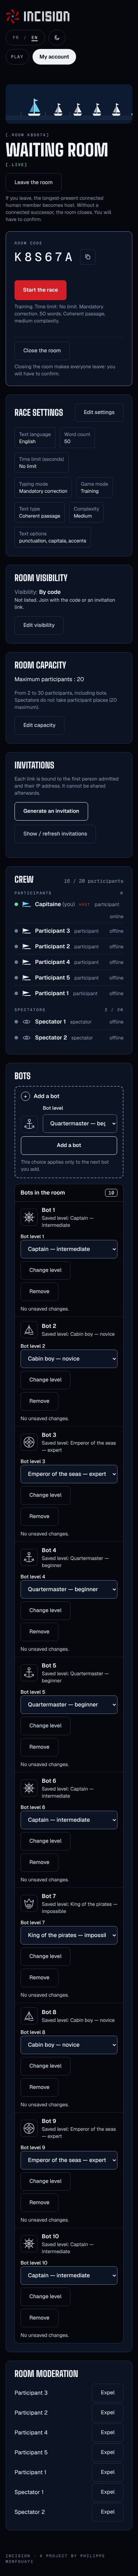 INCISION
FR / EN
PLAY
My account
[.ROOM K8S67A]
[.LIVE]
WAITING ROOM
Leave the room
If you leave, the longest-present connected
present member becomes host. Without a
connected successor, the room closes. You will
have to confirm.
ROOM CODE
K8S67A
Start the race
Training. Time limit: No limit. Mandatory
correction, 50 words, Coherent passage,
medium complexity.
Close the room
Closing the room makes everyone leave: you
will have to confirm.
RACE SETTINGS
Edit settings
Text language
English
Word count
50
Time limit (seconds)
No limit
Typing mode
Mandatory correction
Game mode
Training
Text type
Coherent passage
Complexity
Medium
Text options
punctuation, capitals, accents
ROOM VISIBILITY
Visibility: By code
Not listed. Join with the code or an invitation
link.
Edit visibility
ROOM CAPACITY
Maximum participants : 20
From 2 to 30 participants, including bots.
Spectators do not take participant places (20
maximum).
Edit capacity
INVITATIONS
Each link is bound to the first person admitted
and their IP address. It cannot be shared
afterwards.
Generate an invitation
Show / refresh invitations
CREW
16 / 20 participants
PARTICIPANTS
6
Capitaine (you) HOST participant
online
Participant 3 participant offline
Participant 2 participant offline
Participant 4 participant offline
Participant 5 participant offline
Participant 1 participant offline
SPECTATORS
2 / 20
Spectator 1 spectator offline
Spectator 2 spectator offline
BOTS
Add a bot
Bot level
Quartermaster — beg
Add a bot
This choice applies only to the next bot
you add.
Bots in the room
10
Bot 1
Saved level: Captain —
intermediate
Bot level 1
Captain — intermediate
Change level
Remove
No unsaved changes.
Bot 2
Saved level: Cabin boy — novice
Bot level 2
Cabin boy — novice
Change level
Remove
No unsaved changes.
Bot 3
Saved level: Emperor of the seas
— expert
Bot level 3
Emperor of the seas — expert
Change level
Remove
No unsaved changes.
Bot 4
Saved level: Quartermaster —
beginner
Bot level 4
Quartermaster — beginner
Change level
Remove
No unsaved changes.
Bot 5
Saved level: Quartermaster —
beginner
Bot level 5
Quartermaster — beginner
Change level
Remove
No unsaved changes.
Bot 6
Saved level: Captain —
intermediate
Bot level 6
Captain — intermediate
Change level
Remove
No unsaved changes.
Bot 7
Saved level: King of the pirates —
impossible
Bot level 7
King of the pirates — impossil
Change level
Remove
No unsaved changes.
Bot 8
Saved level: Cabin boy — novice
Bot level 8
Cabin boy — novice
Change level
Remove
No unsaved changes.
Bot 9
Saved level: Emperor of the seas
— expert
Bot level 9
Emperor of the seas — expert
Change level
Remove
No unsaved changes.
Bot 10
Saved level: Captain —
intermediate
Bot level 10
Captain — intermediate
Change level
Remove
No unsaved changes.
ROOM MODERATION
Participant 3 Expel
Participant 2 Expel
Participant 4 Expel
Participant 5 Expel
Participant 1 Expel
Spectator 1 Expel
Spectator 2 Expel
INCISION · A PROJECT BY PHILIPPE